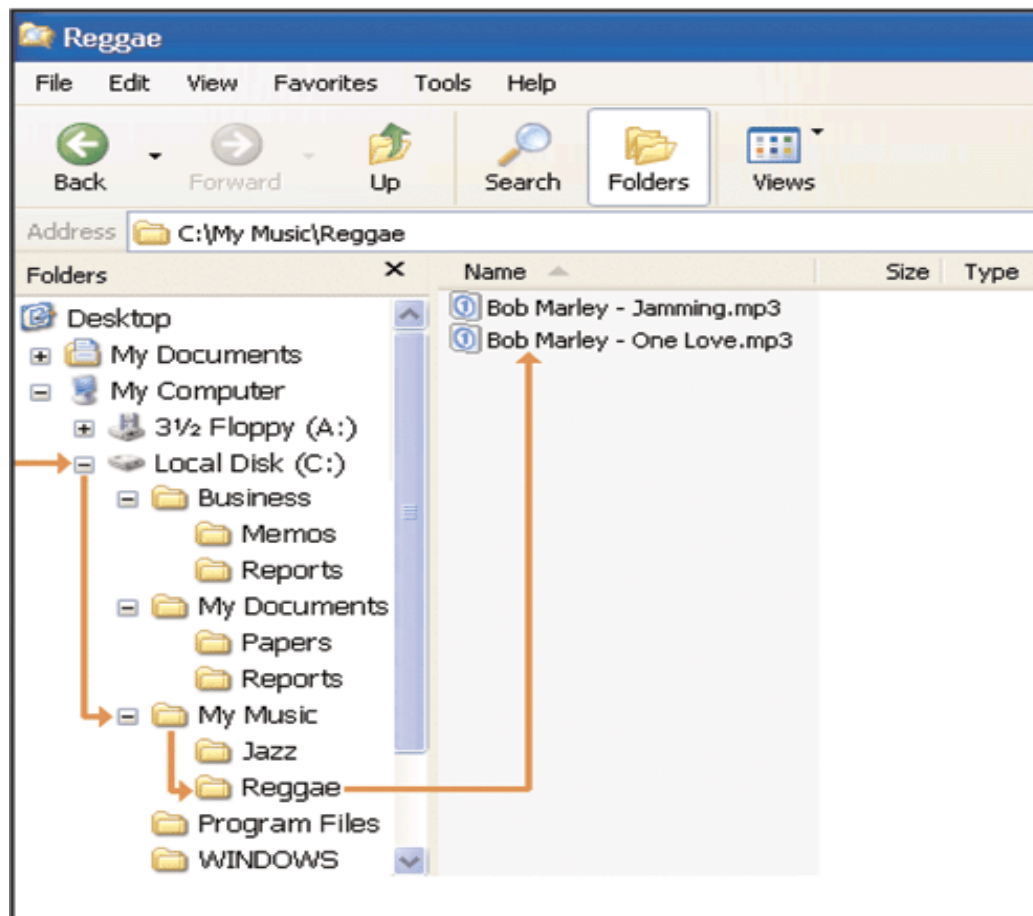 Reggae
File Edit View Favorites Tools Help
Back Forward Up Search Folders Views
Address C:\My Music\Reggae
Folders
Desktop
My Documents
My Computer
3½ Floppy (A:)
Local Disk (C:)
Business
Memos
Reports
My Documents
Papers
Reports
My Music
Jazz
Reggae
Program Files
WINDOWS
Name Size Type
Bob Marley - Jamming.mp3
Bob Marley - One Love.mp3